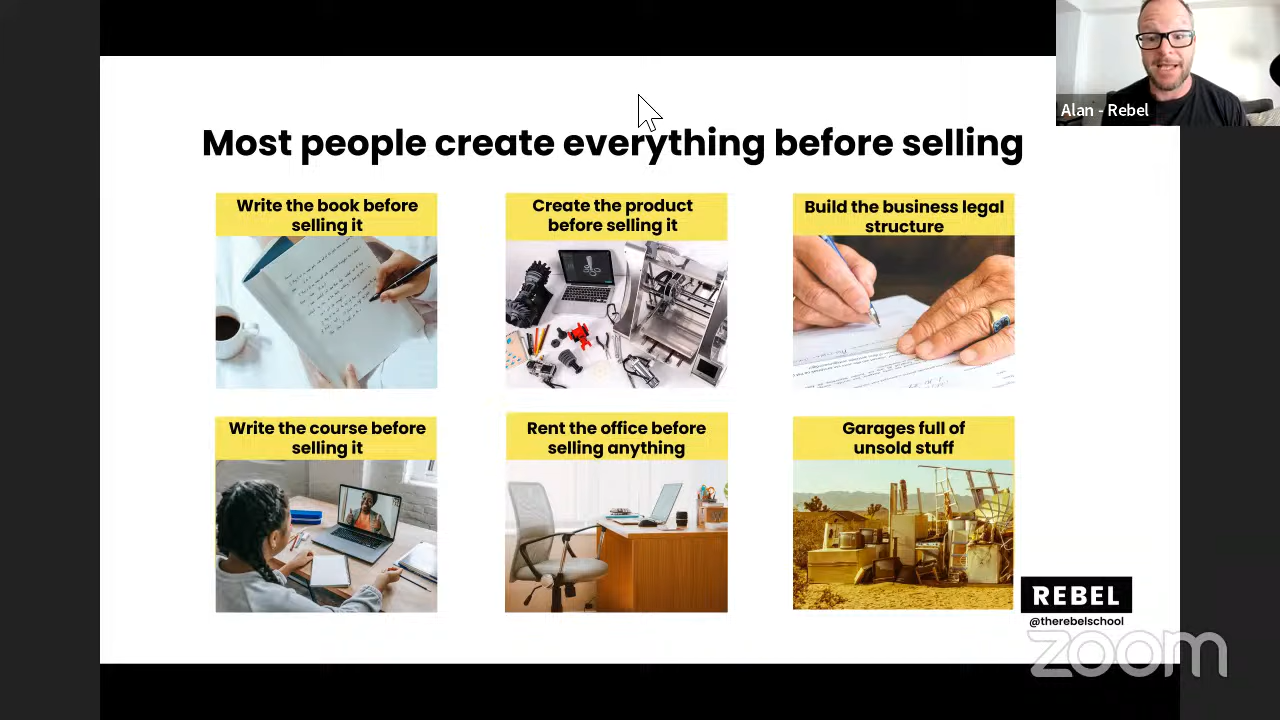 Alan - Rebel
Most people create everything before selling
Write the book before
selling it
Create the product
before selling it
Build the business legal
structure
Write the course before
selling it
Rent the office before
selling anything
Garages full of
unsold stuff
REBEL
@therebelschool
zoom